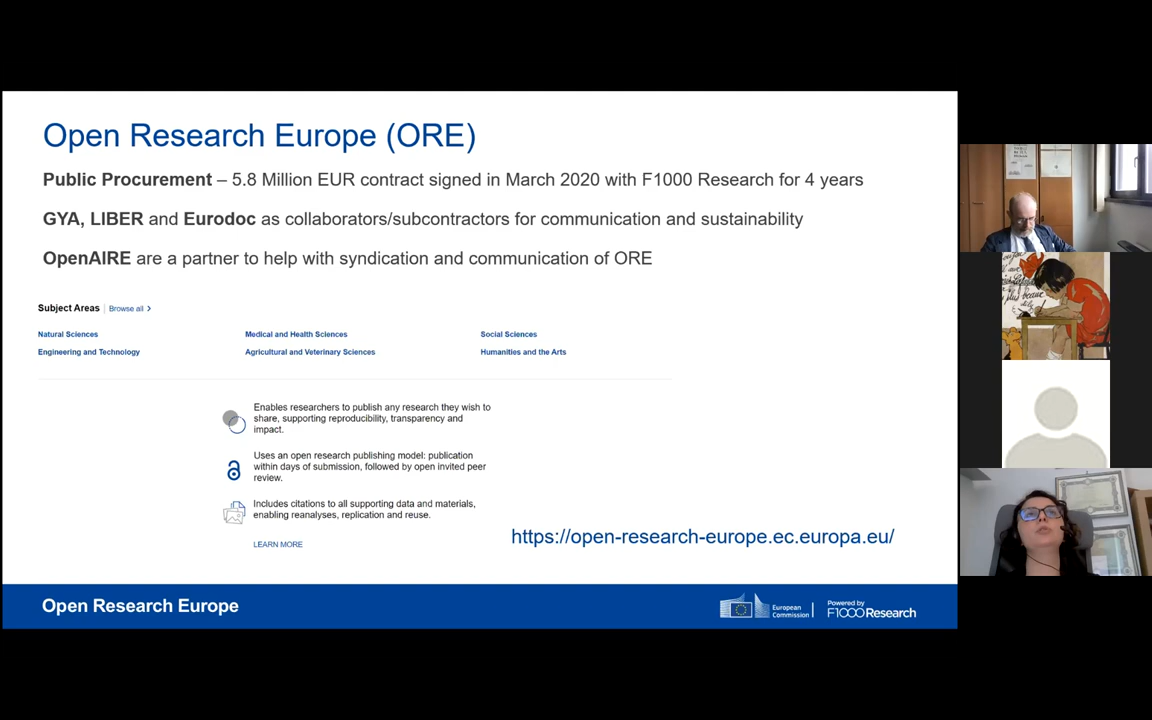 Open Research Europe (ORE)
Public Procurement – 5.8 Million EUR contract signed in March 2020 with F1000 Research for 4 years
GYA, LIBER and Eurodoc as collaborators/subcontractors for communication and sustainability
OpenAIRE are a partner to help with syndication and communication of ORE
Subject Areas | Browse all >
Natural Sciences Medical and Health Sciences Social Sciences
Engineering and Technology Agricultural and Veterinary Sciences Humanities and the Arts
Enables researchers to publish any research they wish to
share, supporting reproducibility, transparency and
impact.
Uses an open research publishing model: publication
within days of submission, followed by open invited peer
review.
Includes citations to all supporting data and materials,
enabling reanalyses, replication and reuse.
LEARN MORE
https://open-research-europe.ec.europa.eu/
Open Research Europe
European
Commission
Powered by
F1000Research
plus beau